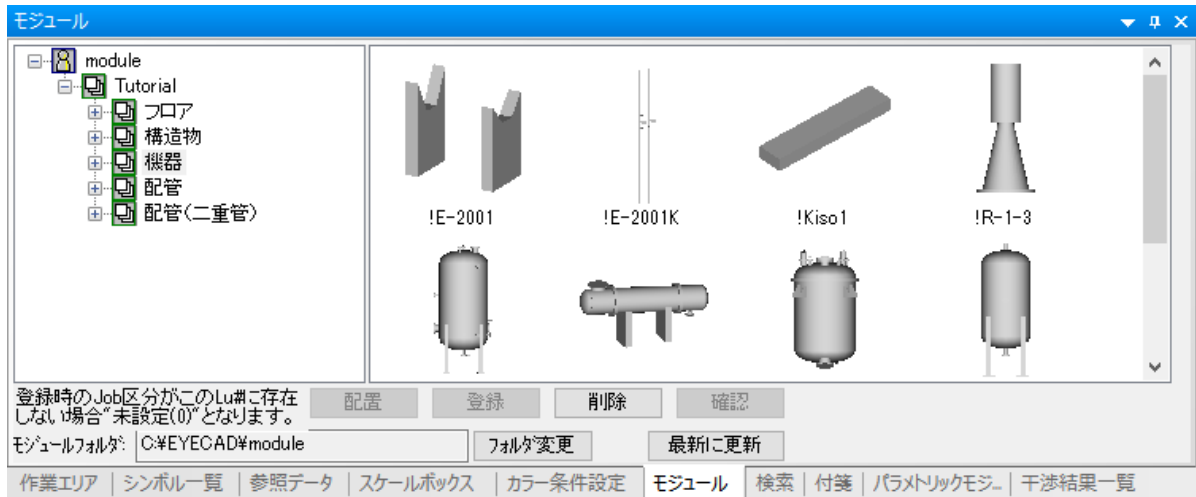 モジュール
module
Tutorial
フロア
構造物
機器
配管
配管(二重管)
!E-2001
!E-2001K
!Kiso1
!R-1-3
登録時のJob区分がこのLu#に存在
しない場合"未設定(0)"となります。
配置
登録
削除
確認
モジュールフォルダ:
C:¥EYECAD¥module
フォルダ変更
最新に更新
作業エリア
シンボル一覧
参照データ
スケールボックス
カラー条件設定
モジュール
検索
付箋
パラメトリックモジ...
干渉結果一覧